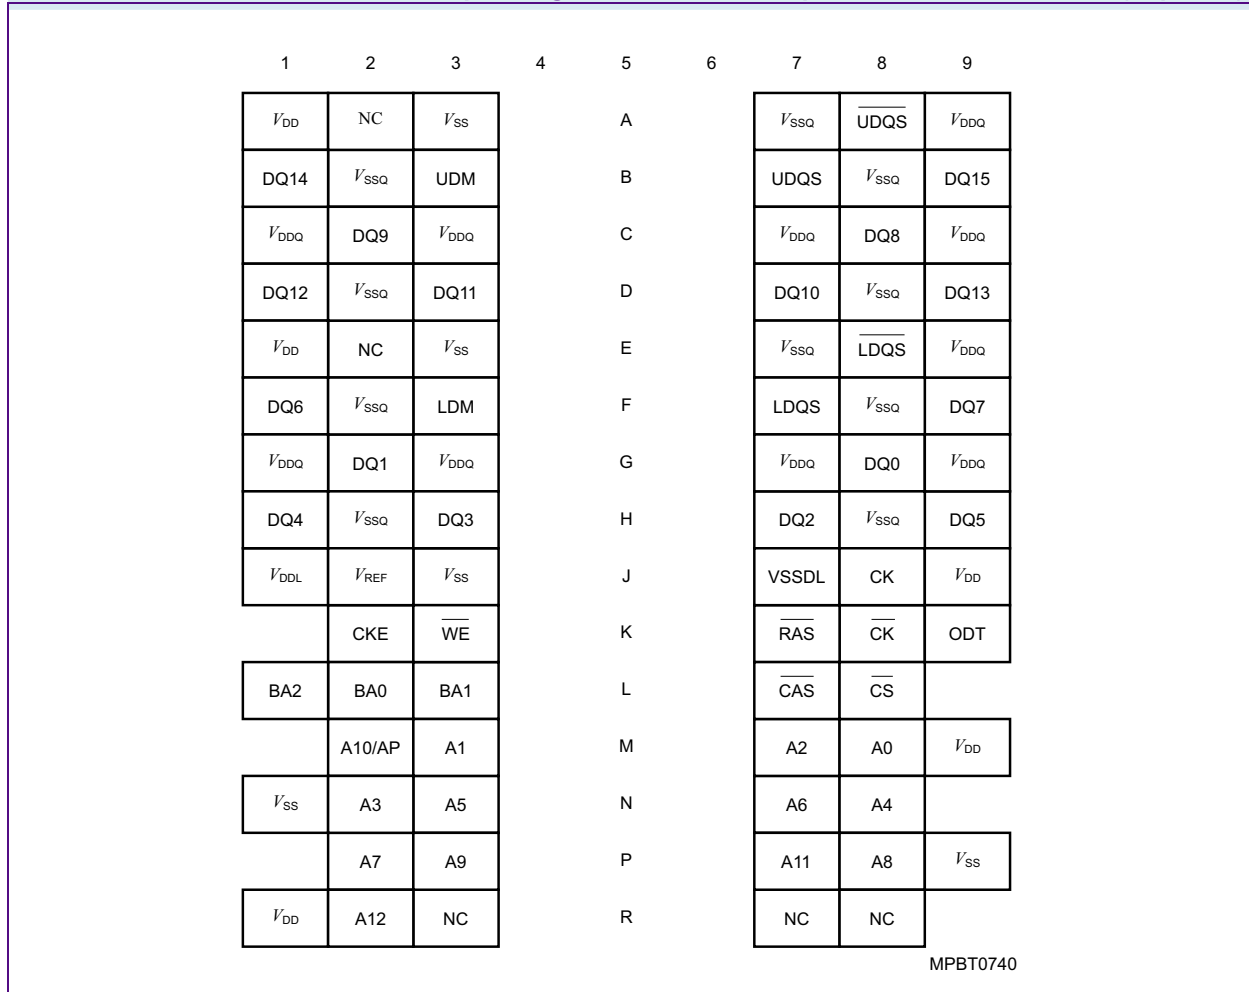 1 2 3 4 5 6 7 8 9
VDD NC VSS A VSSQ UDQS VDDQ
DQ14 VSSQ UDM B UDQS VSSQ DQ15
VDDQ DQ9 VDDQ C VDDQ DQ8 VDDQ
DQ12 VSSQ DQ11 D DQ10 VSSQ DQ13
VDD NC VSS E VSSQ LDQS VDDQ
DQ6 VSSQ LDM F LDQS VSSQ DQ7
VDDQ DQ1 VDDQ G VDDQ DQ0 VDDQ
DQ4 VSSQ DQ3 H DQ2 VSSQ DQ5
VDDL VREF VSS J VSSDL CK VDD
CKE WE K RAS CK ODT
BA2 BA0 BA1 L CAS CS
A10/AP A1 M A2 A0 VDD
VSS A3 A5 N A6 A4
A7 A9 P A11 A8 VSS
VDD A12 NC R NC NC
MPBT0740